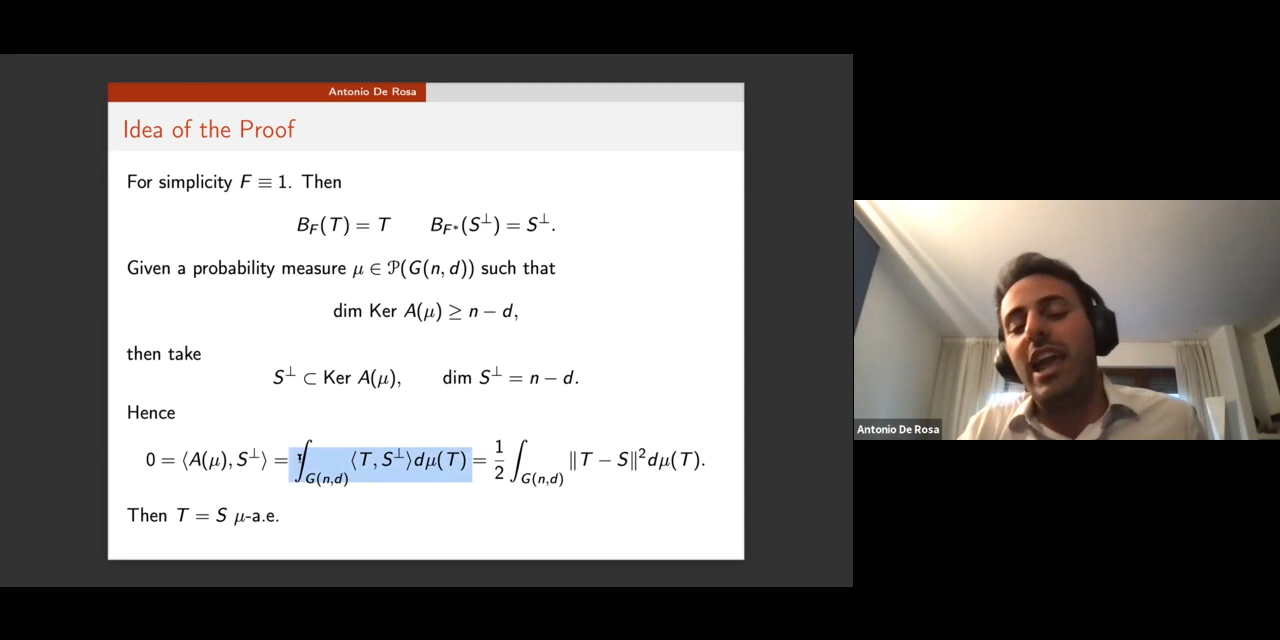 Antonio De Rosa
Idea of the Proof
For simplicity F ≡ 1. Then
B_F(T) = T    B_{F*}(S^⊥) = S^⊥.
Given a probability measure μ ∈ 𝒫(G(n, d)) such that
dim Ker A(μ) ≥ n − d,
then take
S^⊥ ⊂ Ker A(μ),    dim S^⊥ = n − d.
Hence
0 = ⟨A(μ), S^⊥⟩ = ∫_{G(n,d)} ⟨T, S^⊥⟩dμ(T) = 1/2 ∫_{G(n,d)} ‖T − S‖²dμ(T).
Then T = S μ-a.e.
Antonio De Rosa